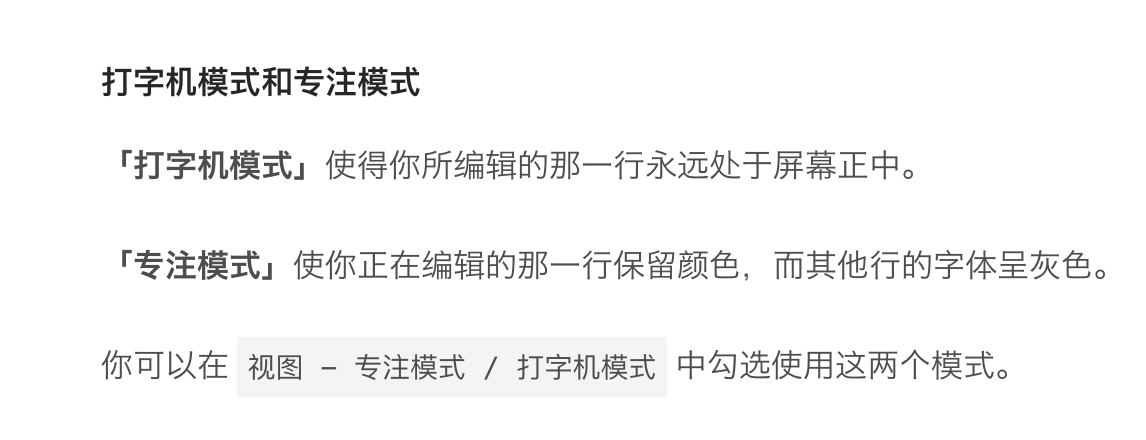 打字机模式和专注模式
「打字机模式」使得你所编辑的那一行永远处于屏幕正中。
「专注模式」使你正在编辑的那一行保留颜色，而其他行的字体呈灰色。
你可以在 视图 - 专注模式 / 打字机模式 中勾选使用这两个模式。